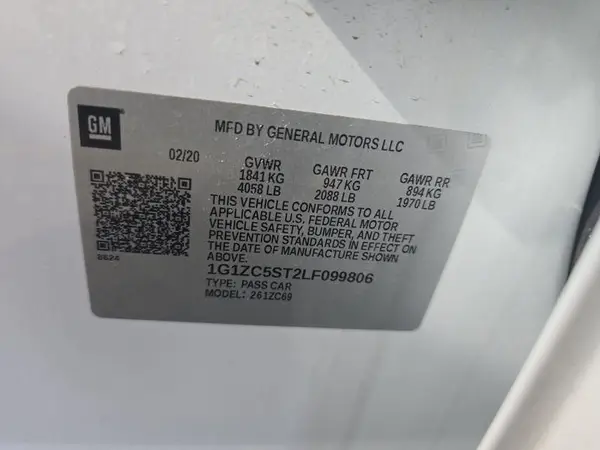 GM
MFD BY GENERAL MOTORS LLC
02/20
GVWR GAWR FRT GAWR RR
1841 KG 947 KG 894 KG
4058 LB 2088 LB 1970 LB
THIS VEHICLE CONFORMS TO ALL
APPLICABLE U.S. FEDERAL MOTOR
VEHICLE SAFETY, BUMPER, AND THEFT
PREVENTION STANDARDS IN EFFECT ON
THE DATE OF MANUFACTURE SHOWN
ABOVE.
8624
1G1ZC5ST2LF099806
TYPE: PASS CAR
MODEL: 261ZC69